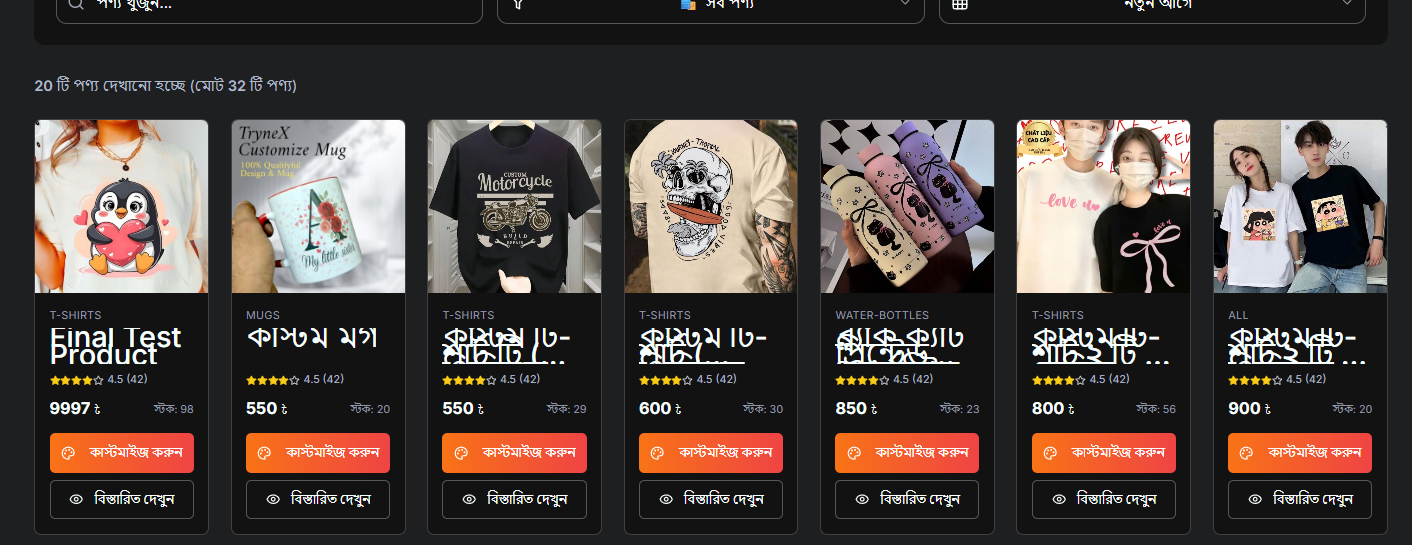 পণ্য খুঁজুন...
সব পণ্য
নতুন আগে
20 টি পণ্য দেখানো হচ্ছে (মোট 32 টি পণ্য)
TryneX
Customize Mug
100% Qualityful
Design & Mug
A
My little
CUSTOM
Motorcycle
BUILD
REPAIR
GOOD VIBES
CHẤT LIỆU
CAO CẤP
love u
love u
T-SHIRTS
Final Test
Product
4.5 (42)
9997 ৳
স্টক: 98
কাস্টমাইজ করুন
বিস্তারিত দেখুন
MUGS
কাস্টম মগ
4.5 (42)
550 ৳
স্টক: 20
কাস্টমাইজ করুন
বিস্তারিত দেখুন
T-SHIRTS
কাস্টম টি-
4.5 (42)
550 ৳
স্টক: 29
কাস্টমাইজ করুন
বিস্তারিত দেখুন
T-SHIRTS
কাস্টম টি-
4.5 (42)
600 ৳
স্টক: 30
কাস্টমাইজ করুন
বিস্তারিত দেখুন
WATER-BOTTLES
ব্ল্যাক ক্যাট
4.5 (42)
850 ৳
স্টক: 23
কাস্টমাইজ করুন
বিস্তারিত দেখুন
T-SHIRTS
কাস্টম টি-
শার্ট ২ টি ...
4.5 (42)
800 ৳
স্টক: 56
কাস্টমাইজ করুন
বিস্তারিত দেখুন
ALL
কাস্টম টি-
শার্ট ২ টি ...
4.5 (42)
900 ৳
স্টক: 20
কাস্টমাইজ করুন
বিস্তারিত দেখুন